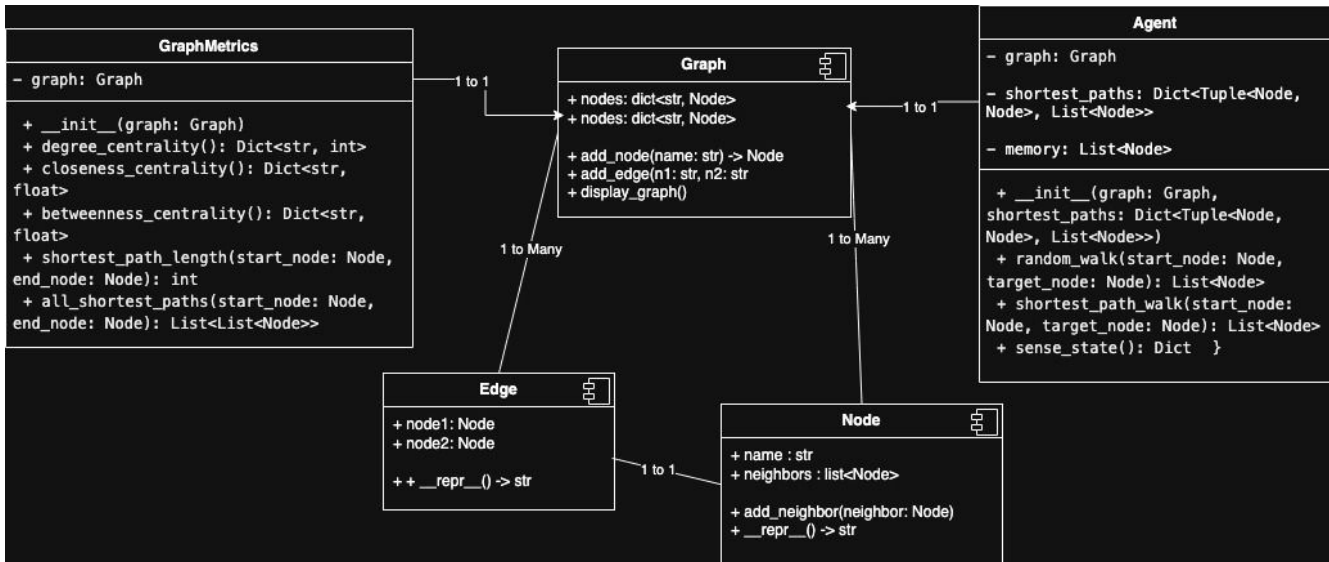 GraphMetrics
– graph: Graph
+ __init__(graph: Graph)
+ degree_centrality(): Dict<str, int>
+ closeness_centrality(): Dict<str,
float>
+ betweenness_centrality(): Dict<str,
float>
+ shortest_path_length(start_node: Node,
end_node: Node): int
+ all_shortest_paths(start_node: Node,
end_node: Node): List<List<Node>>
1 to 1
Graph
+ nodes: dict<str, Node>
+ nodes: dict<str, Node>
+ add_node(name: str) -> Node
+ add_edge(n1: str, n2: str
+ display_graph()
1 to 1
Agent
– graph: Graph
– shortest_paths: Dict<Tuple<Node,
Node>, List<Node>>
– memory: List<Node>
+ __init__(graph: Graph,
shortest_paths: Dict<Tuple<Node,
Node>, List<Node>>)
+ random_walk(start_node: Node,
target_node: Node): List<Node>
+ shortest_path_walk(start_node:
Node, target_node: Node): List<Node>
+ sense_state(): Dict }
1 to Many
1 to Many
Edge
+ node1: Node
+ node2: Node
+ + __repr__() -> str
1 to 1
Node
+ name : str
+ neighbors : list<Node>
+ add_neighbor(neighbor: Node)
+ __repr__() -> str